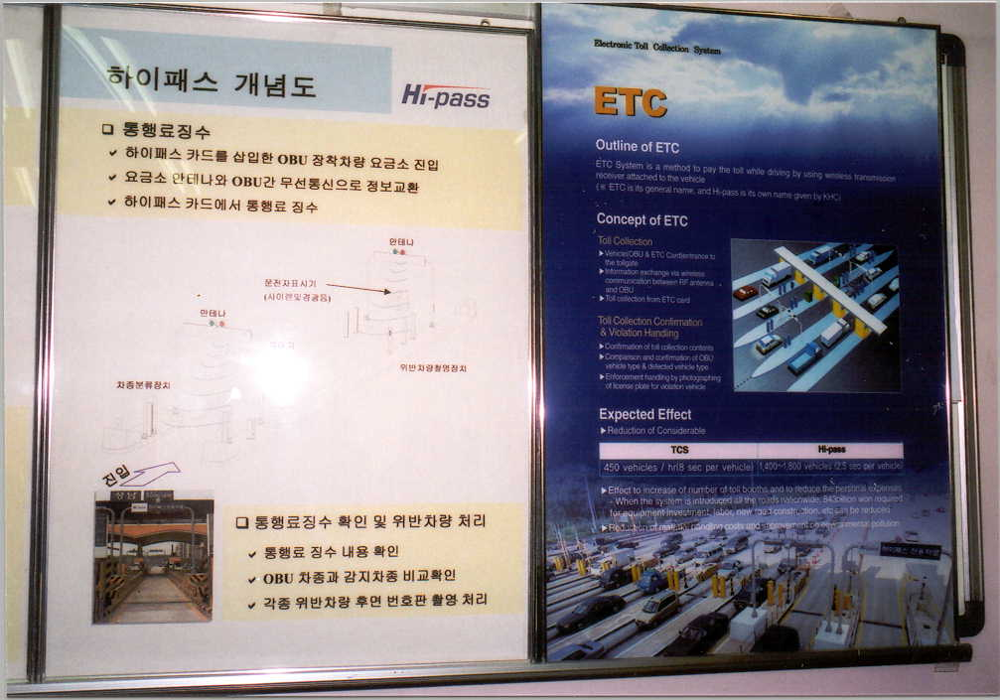 하이패스 개념도
Hi-pass
❑ 통행료징수
✔ 하이패스 카드를 삽입한 OBU 장착차량 요금소 진입
✔ 요금소 안테나와 OBU간 무선통신으로 정보교환
✔ 하이패스 카드에서 통행료 징수
안테나
운전자표시기
(사이렌및경광등)
안테나
위반차량촬영장치
차종분류장치
진입
❑ 통행료징수 확인 및 위반차량 처리
✔ 통행료 징수 내용 확인
✔ OBU 차종과 감지차종 비교확인
✔ 각종 위반차량 후면 번호판 촬영 처리
Electronic Toll Collection System
ETC
Outline of ETC
ETC System is a method to pay the toll while driving by using wireless transmission
receiver attached to the vehicle
(※ ETC is its general name, and Hi-pass is its own name given by KHC)
Concept of ETC
Toll Collection
▶Vehicle(OBU & ETC Card)entrance to
the tollgate
▶Information exchange via wireless
communication between RF antenna
and OBU
▶Toll collection from ETC card
Toll Collection Confirmation
& Violation Handling
▶Confirmation of toll collection contents
▶Comparison and confirmation of OBU
vehicle type & detected vehicle type
▶Enforcement handling by photographing
of license plate for violation vehicle
Expected Effect
▶Reduction of Considerable
TCS Hi-pass
450 vehicles / hr(8 sec per vehicle) 1,400~1,800 vehicles (2.5 sec per vehicle)
▶Effect to increase of number of toll booths and to reduce the personal expenses
- When the system is introduced all the roads nationwide, 843billion won required
for equipment investment, labor, new road construction, etc can be reduced
▶Reduction of material handling costs and improvement on environmental pollution
하이패스 전용차로